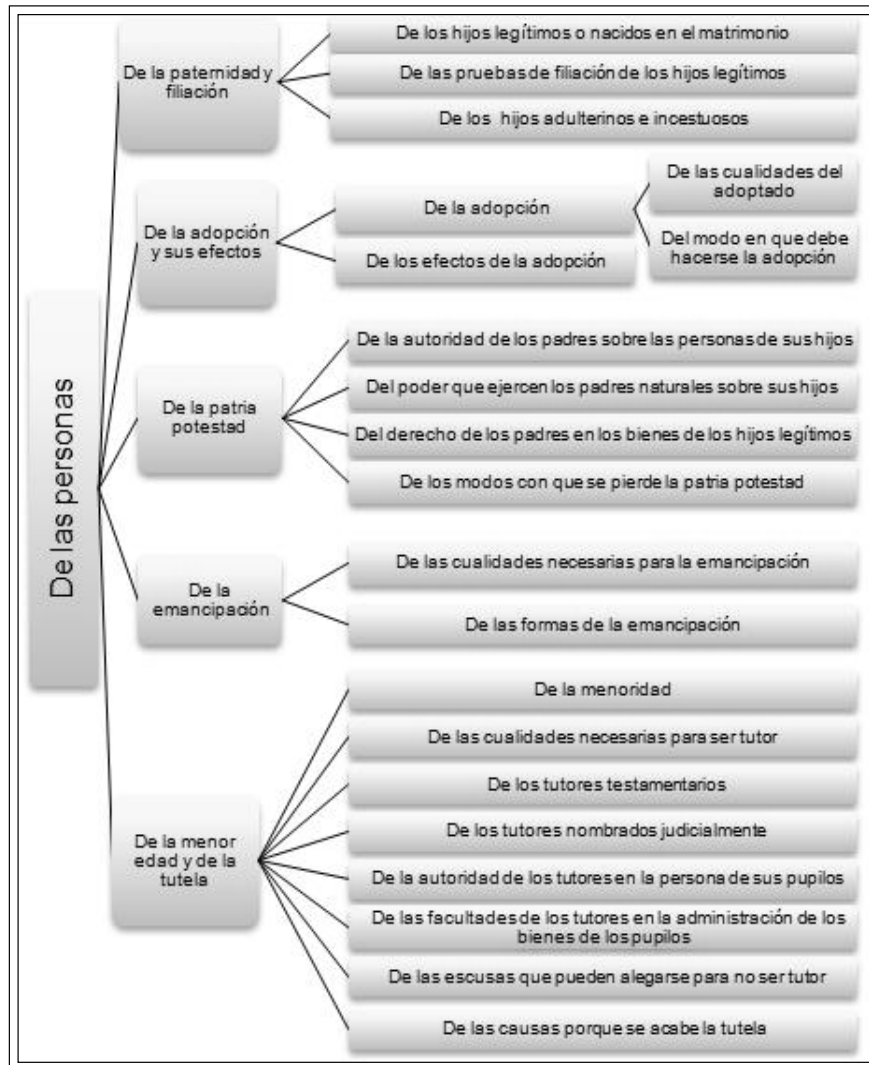 De las personas
De la paternidad y
filiación
De los hijos legítimos o nacidos en el matrimonio
De las pruebas de filiación de los hijos legítimos
De los hijos adulterinos e incestuosos
De la adopción
y sus efectos
De la adopción
De las cualidades del
adoptado
Del modo en que debe
hacerse la adopción
De los efectos de la adopción
De la patria
potestad
De la autoridad de los padres sobre las personas de sus hijos
Del poder que ejercen los padres naturales sobre sus hijos
Del derecho de los padres en los bienes de los hijos legítimos
De los modos con que se pierde la patria potestad
De la
emancipación
De las cualidades necesarias para la emancipación
De las formas de la emancipación
De la menor
edad y de la
tutela
De la menoridad
De las cualidades necesarias para ser tutor
De los tutores testamentarios
De los tutores nombrados judicialmente
De la autoridad de los tutores en la persona de sus pupilos
De las facultades de los tutores en la administración de los
bienes de los pupilos
De las escusas que pueden alegarse para no ser tutor
De las causas porque se acabe la tutela